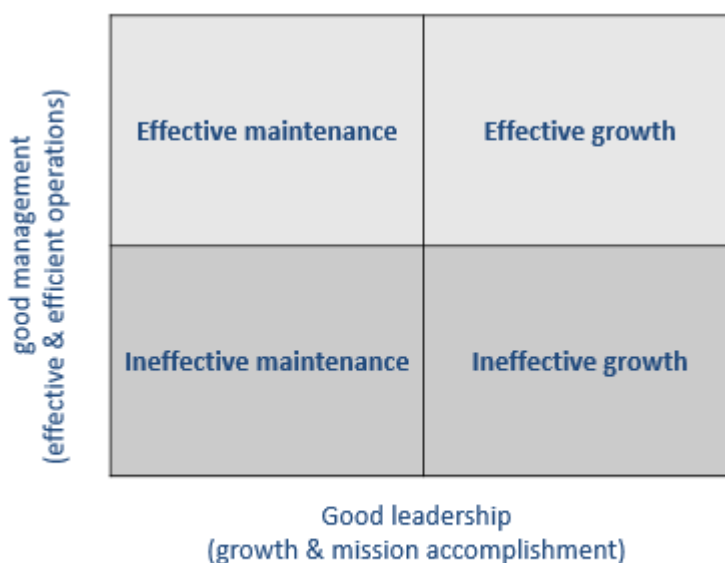 good management
(effective & efficient operations)
Effective maintenance
Effective growth
Ineffective maintenance
Ineffective growth
Good leadership
(growth & mission accomplishment)